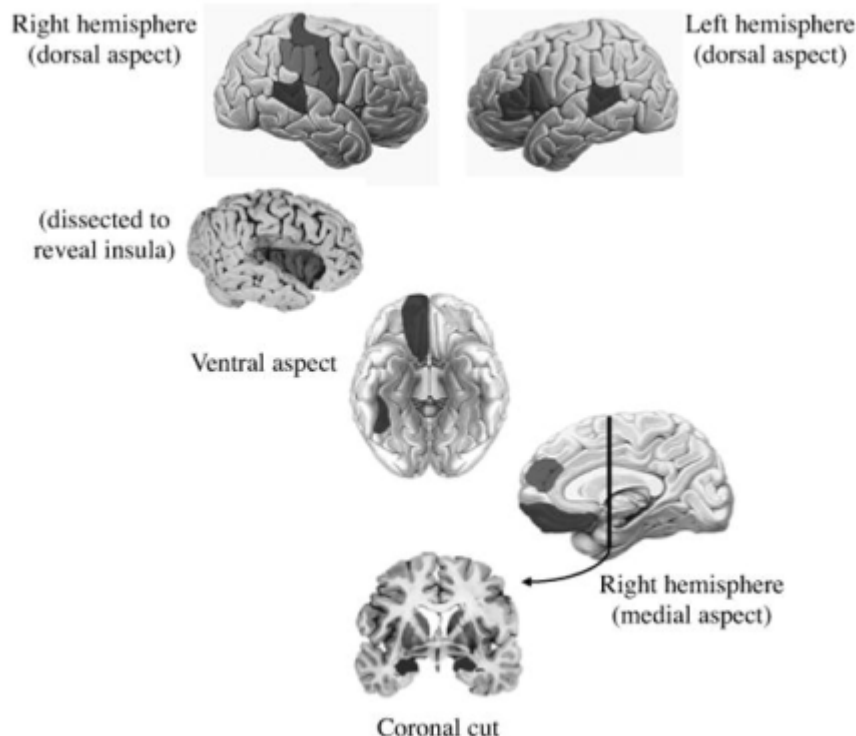 Right hemisphere
(dorsal aspect)
Left hemisphere
(dorsal aspect)
(dissected to
reveal insula)
Ventral aspect
Right hemisphere
(medial aspect)
Coronal cut